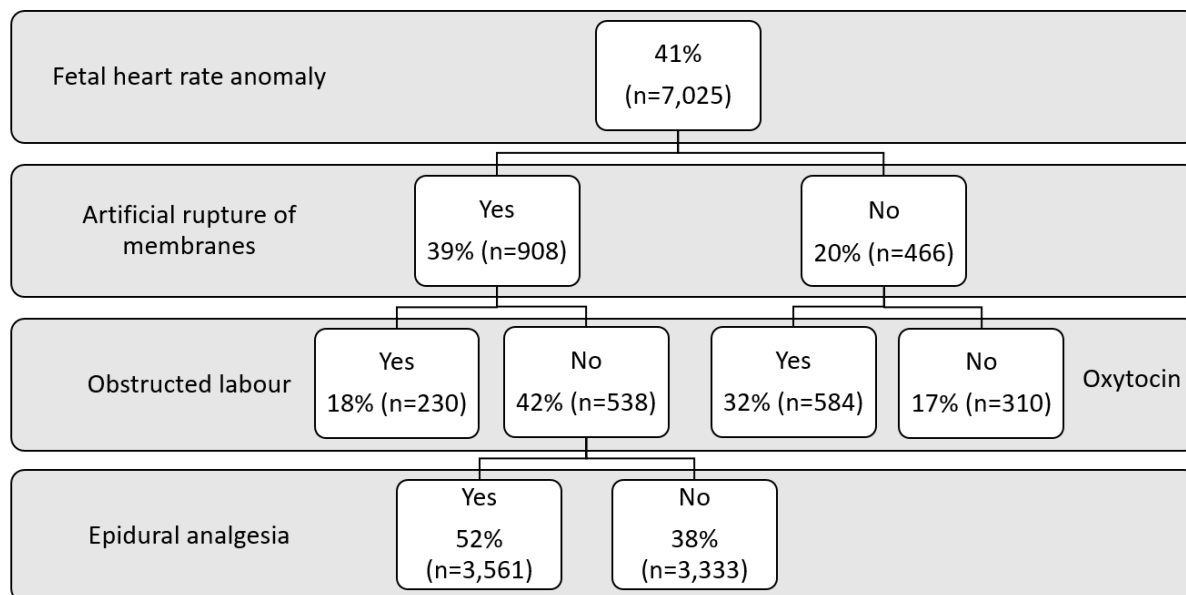 Fetal heart rate anomaly
41%
(n=7,025)
Artificial rupture of
membranes
Yes
39% (n=908)
No
20% (n=466)
Obstructed labour
Yes
18% (n=230)
No
42% (n=538)
Yes
32% (n=584)
No
17% (n=310)
Oxytocin
Epidural analgesia
Yes
52%
(n=3,561)
No
38%
(n=3,333)